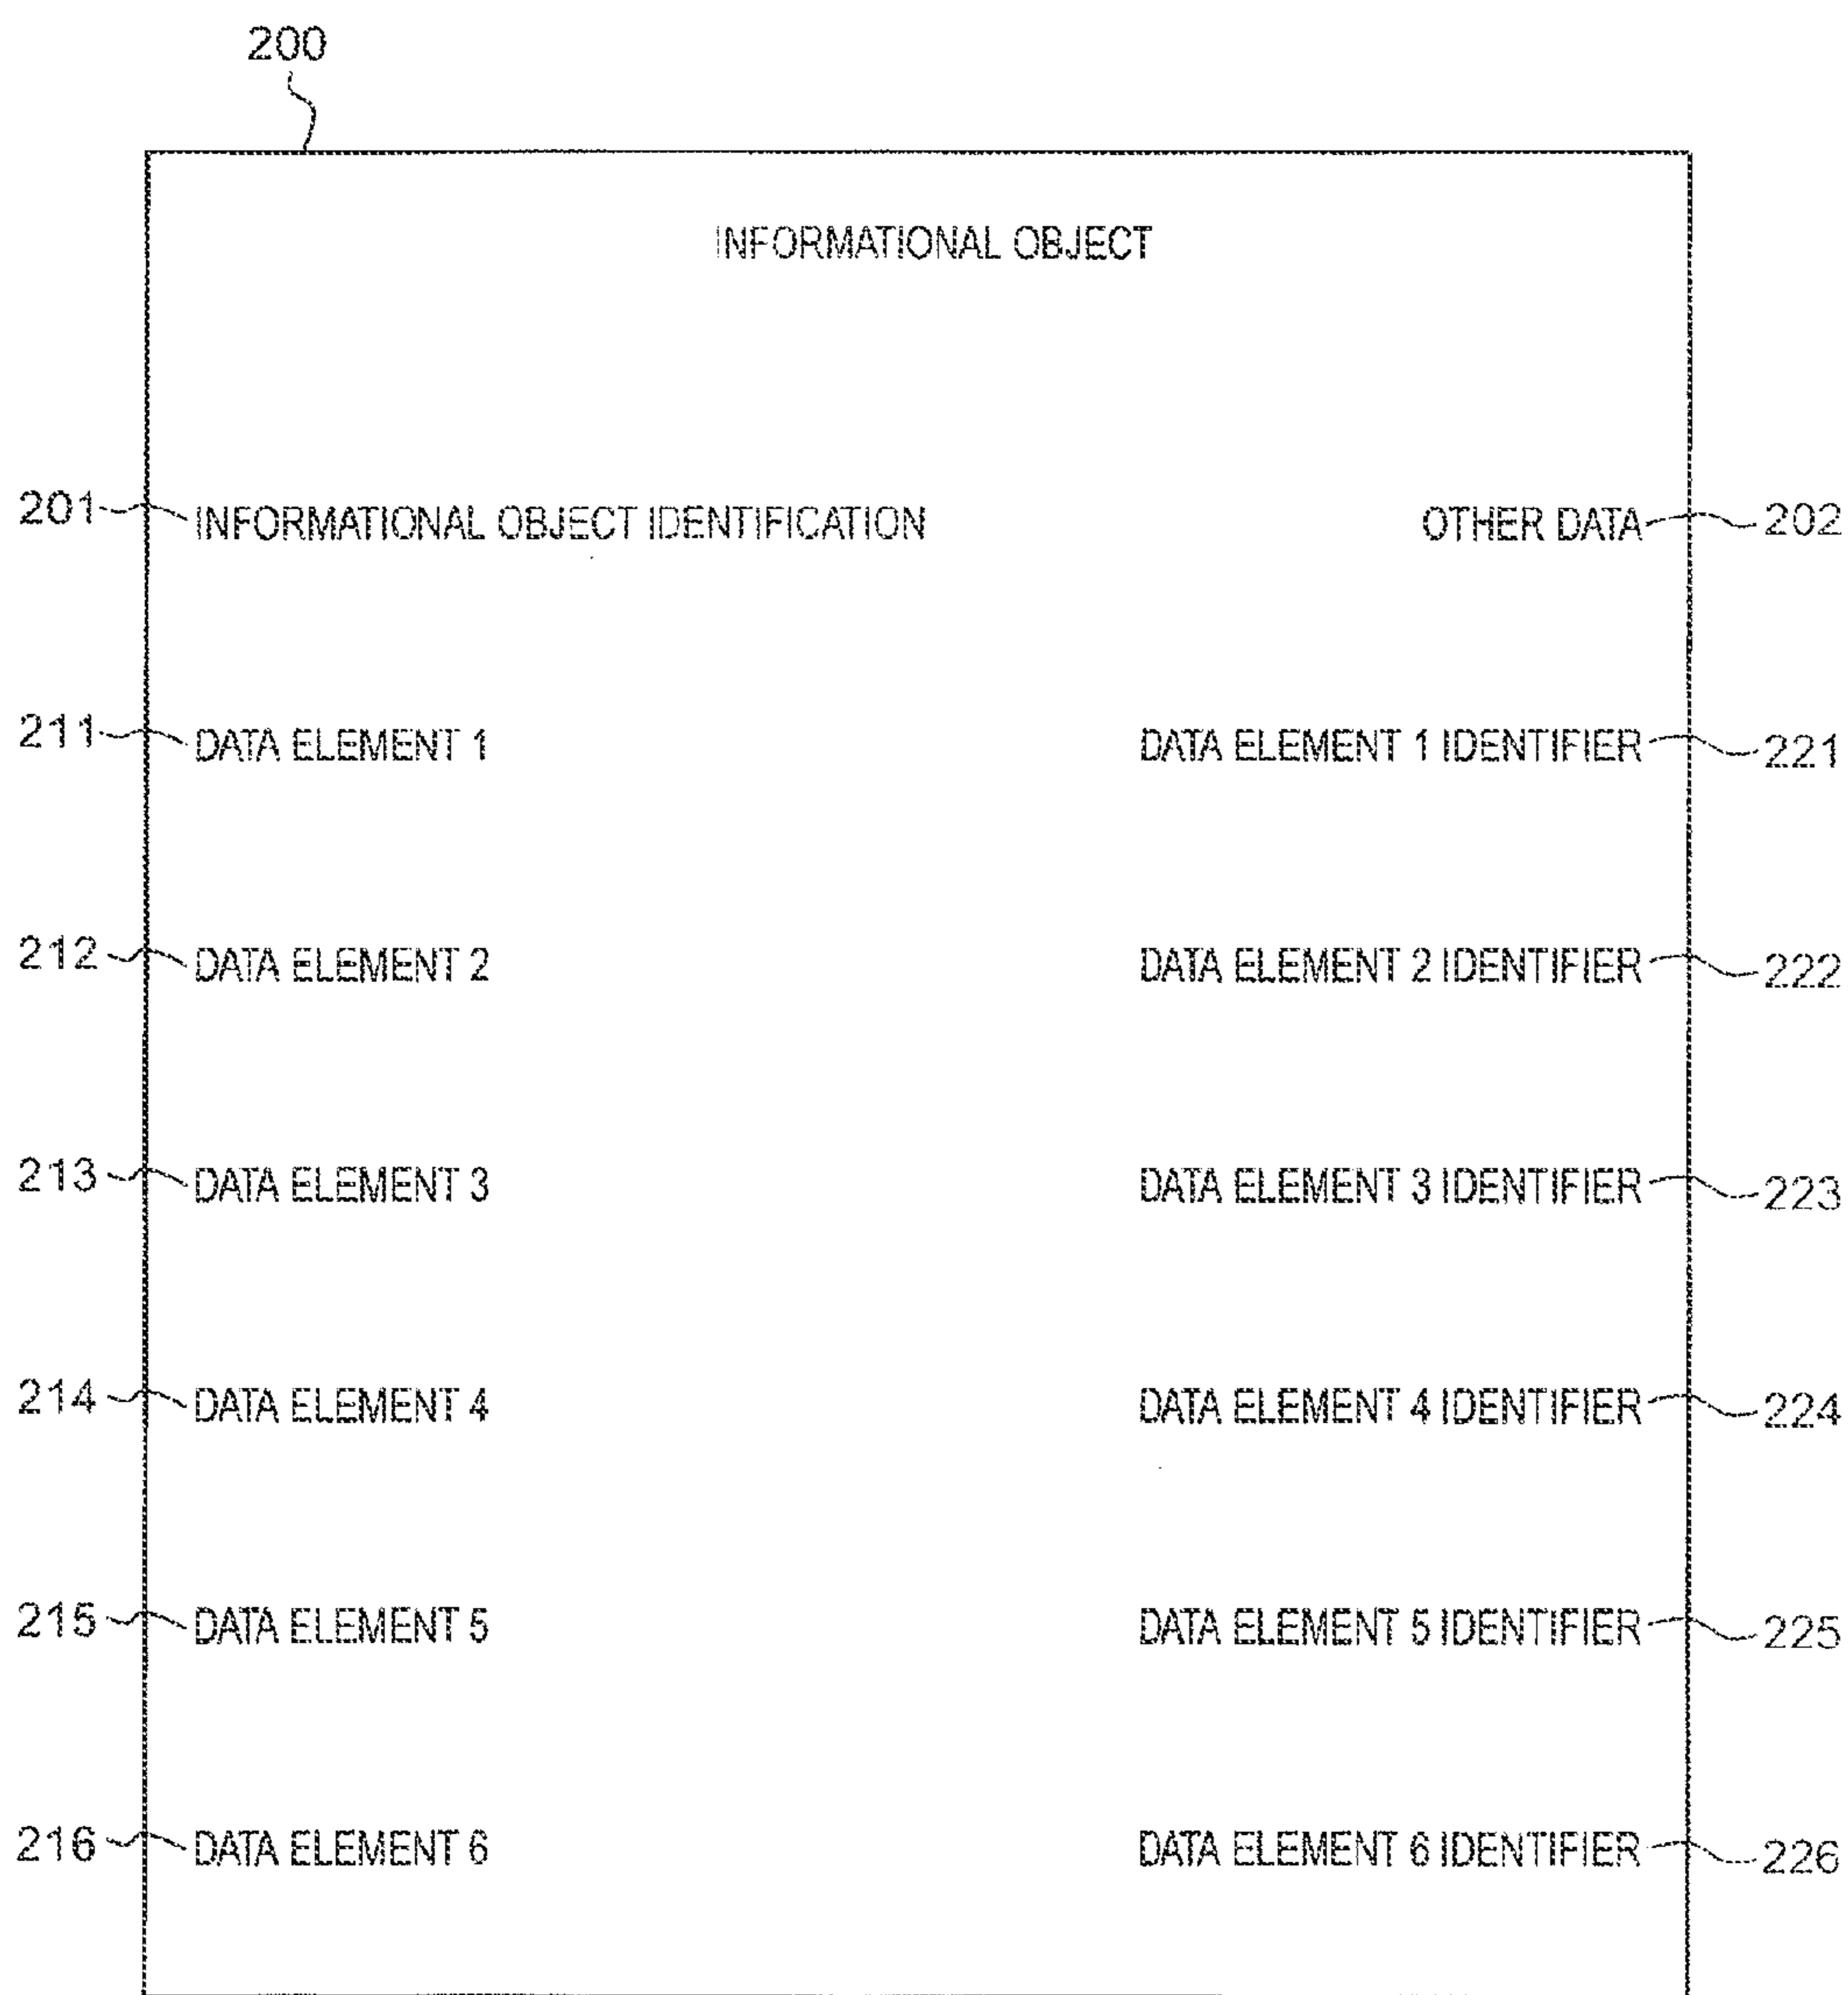 200
INFORMATIONAL OBJECT
201 INFORMATIONAL OBJECT IDENTIFICATION OTHER DATA 202
211 DATA ELEMENT 1 DATA ELEMENT 1 IDENTIFIER 221
212 DATA ELEMENT 2 DATA ELEMENT 2 IDENTIFIER 222
213 DATA ELEMENT 3 DATA ELEMENT 3 IDENTIFIER 223
214 DATA ELEMENT 4 DATA ELEMENT 4 IDENTIFIER 224
215 DATA ELEMENT 5 DATA ELEMENT 5 IDENTIFIER 225
216 DATA ELEMENT 6 DATA ELEMENT 6 IDENTIFIER 226